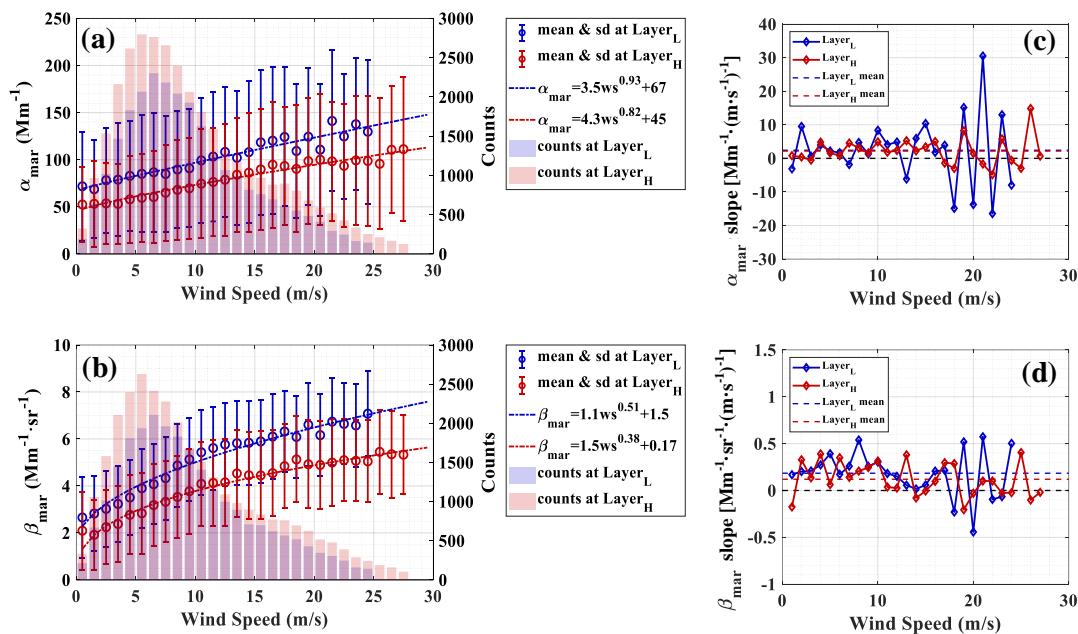 (a)
250
200
150
100
50
0
α_mar (Mm⁻¹)
3000
2500
2000
1500
1000
500
0
Counts
0 5 10 15 20 25 30
Wind Speed (m/s)
mean & sd at Layer_L
mean & sd at Layer_H
α_mar=3.5ws^0.93+67
α_mar=4.3ws^0.82+45
counts at Layer_L
counts at Layer_H
(c)
40
30
20
10
0
-10
-20
-30
α_mar slope [Mm⁻¹·(m·s⁻¹)⁻¹]
0 10 20 30
Wind Speed (m/s)
Layer_L
Layer_H
Layer_L mean
Layer_H mean
(b)
10
8
6
4
2
0
β_mar (Mm⁻¹·sr⁻¹)
3000
2500
2000
1500
1000
500
0
Counts
0 5 10 15 20 25 30
Wind Speed (m/s)
mean & sd at Layer_L
mean & sd at Layer_H
β_mar=1.1ws^0.51+1.5
β_mar=1.5ws^0.38+0.17
counts at Layer_L
counts at Layer_H
(d)
1.5
1
0.5
0
-0.5
-1
β_mar slope [Mm⁻¹·sr⁻¹·(m·s⁻¹)⁻¹]
0 10 20 30
Wind Speed (m/s)
Layer_L
Layer_H
Layer_L mean
Layer_H mean